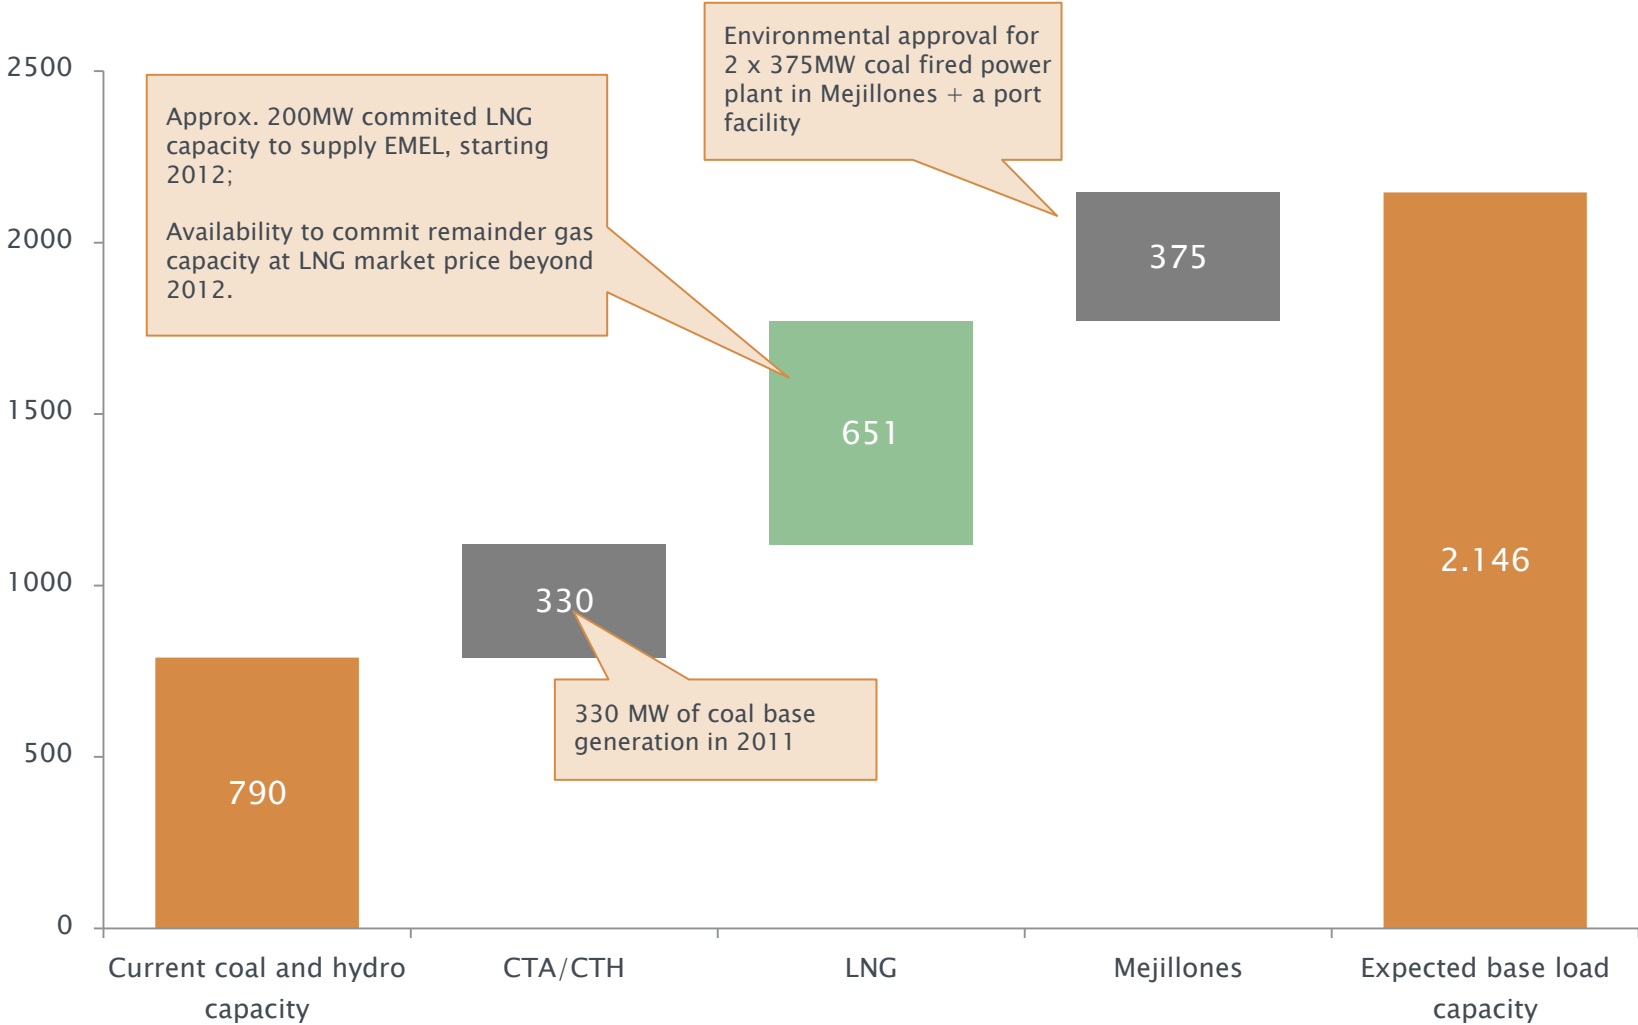 Environmental approval for
2 x 375MW coal fired power
plant in Mejillones + a port
facility
2500
Approx. 200MW commited LNG
capacity to supply EMEL, starting
2012;
Availability to commit remainder gas
capacity at LNG market price beyond
2012.
2000
375
1500
651
1000
330
2.146
330 MW of coal base
generation in 2011
500
790
0
Current coal and hydro
capacity
CTA/CTH
LNG
Mejillones
Expected base load
capacity